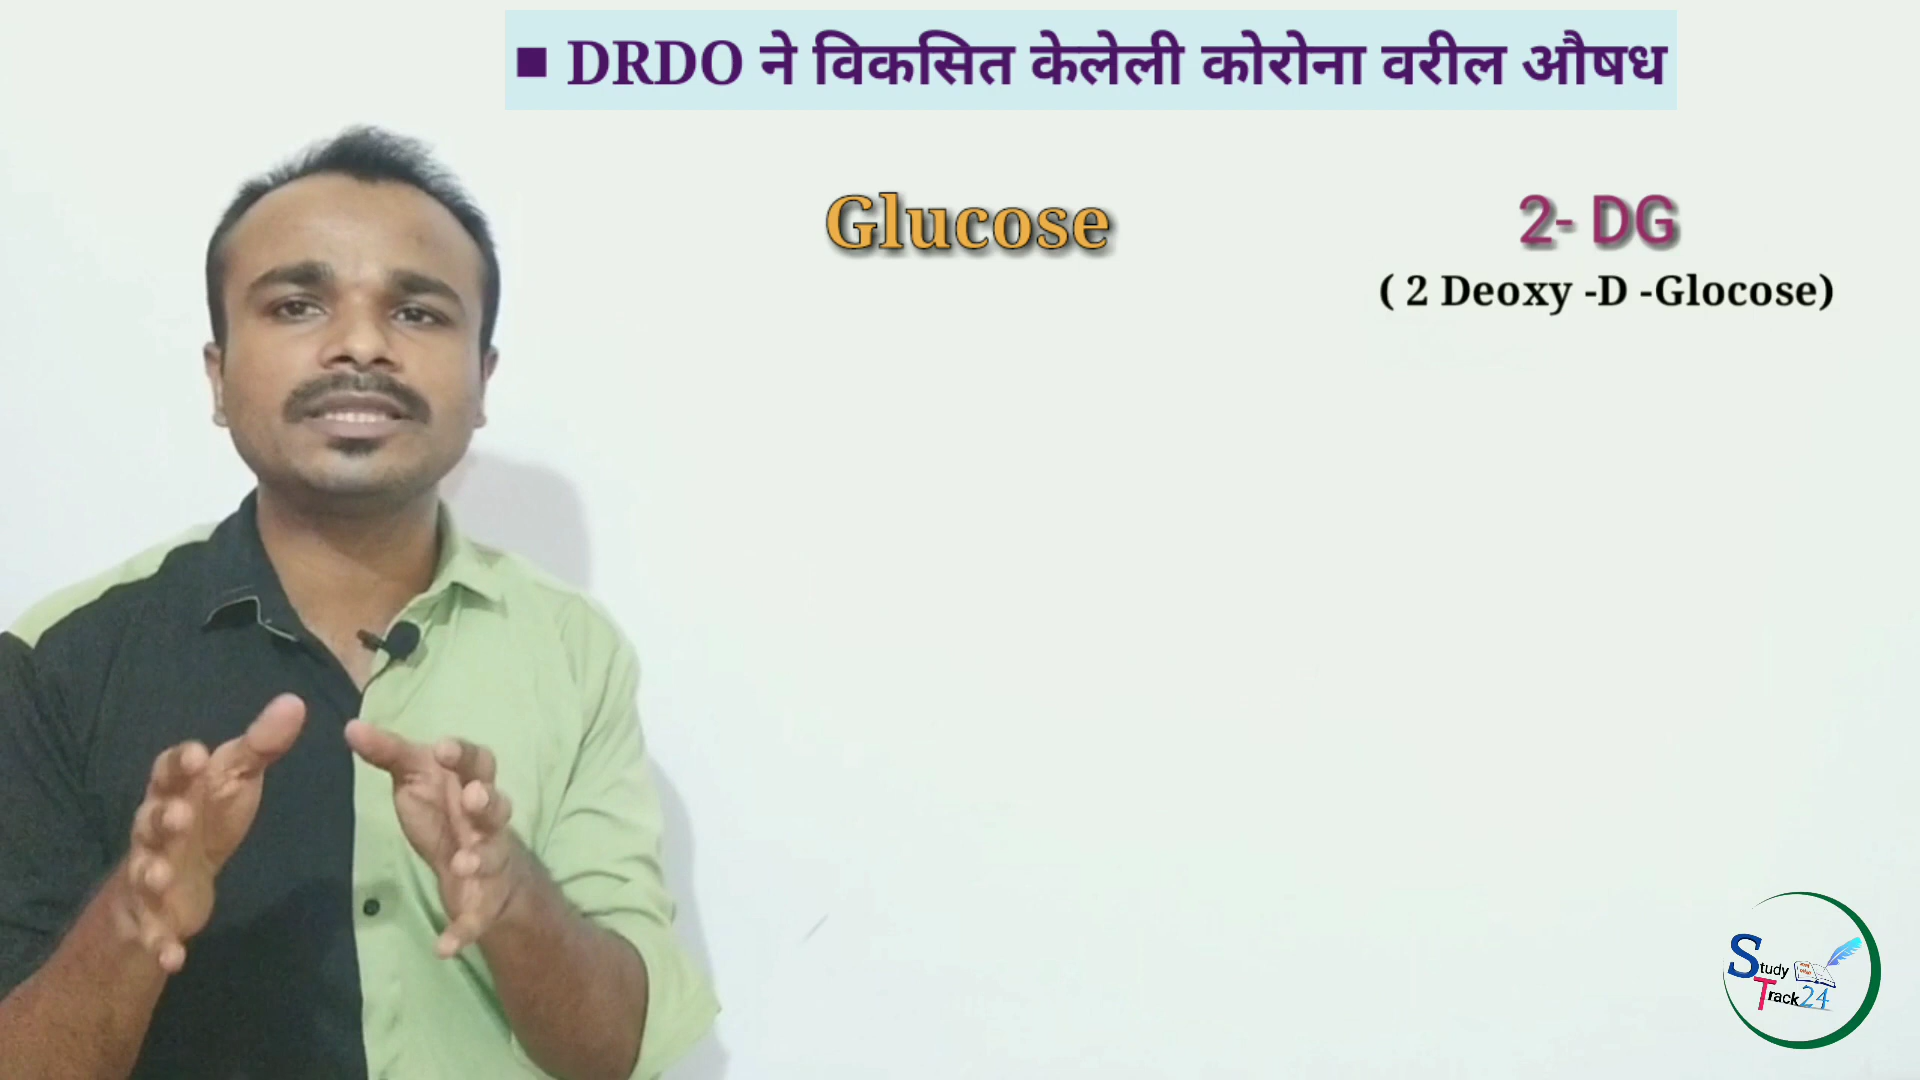 ■ DRDO ने विकसित केलेली कोरोना वरील औषध
Glucose
2- DG
( 2 Deoxy -D -Glocose)
Study
Track24